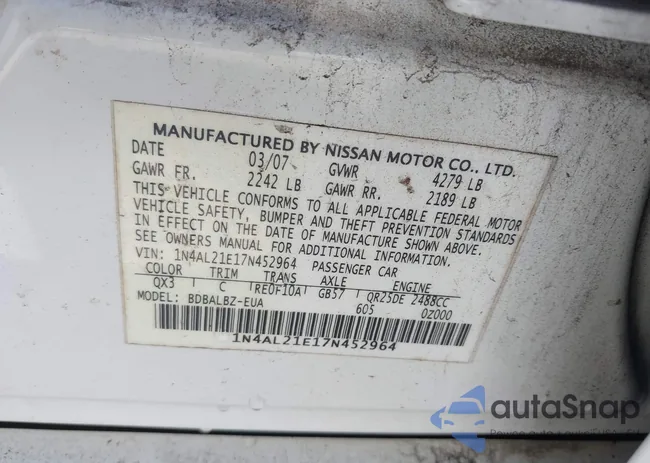 MANUFACTURED BY NISSAN MOTOR CO., LTD.
DATE 03/07 GVWR 4279 LB
GAWR FR. 2242 LB GAWR RR. 2189 LB
THIS VEHICLE CONFORMS TO ALL APPLICABLE FEDERAL MOTOR
VEHICLE SAFETY, BUMPER AND THEFT PREVENTION STANDARDS
IN EFFECT ON THE DATE OF MANUFACTURE SHOWN ABOVE.
SEE OWNERS MANUAL FOR ADDITIONAL INFORMATION.
VIN: 1N4AL21E17N452964 PASSENGER CAR
COLOR TRIM TRANS AXLE ENGINE
QX3 C RE0F10A GB57 QR25DE 2488CC
MODEL: BDBALBZ-EUA 605 0Z000
1N4AL21E17N452964
autaSnap